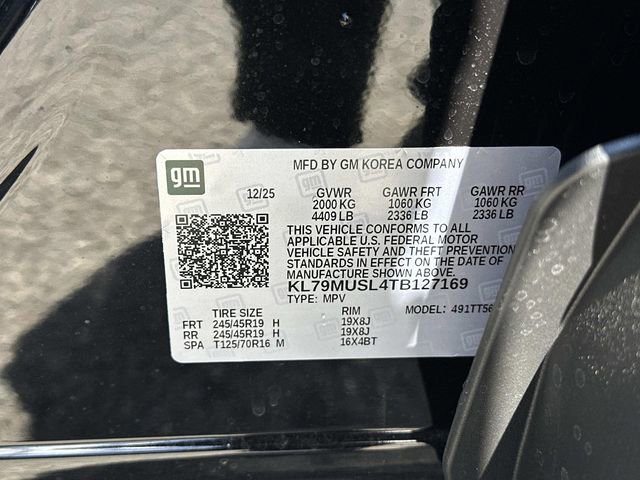 gm
MFD BY GM KOREA COMPANY
12/25 GVWR GAWR FRT GAWR RR
2000 KG 1060 KG 1060 KG
4409 LB 2336 LB 2336 LB
THIS VEHICLE CONFORMS TO ALL
APPLICABLE U.S. FEDERAL MOTOR
VEHICLE SAFETY AND THEFT PREVENTION
STANDARDS IN EFFECT ON THE DATE OF
MANUFACTURE SHOWN ABOVE.
KL79MUSL4TB127169
TYPE: MPV
MODEL: 491TT56
TIRE SIZE RIM
FRT 245/45R19 H 19X8J
RR 245/45R19 H 19X8J
SPA T125/70R16 M 16X4BT